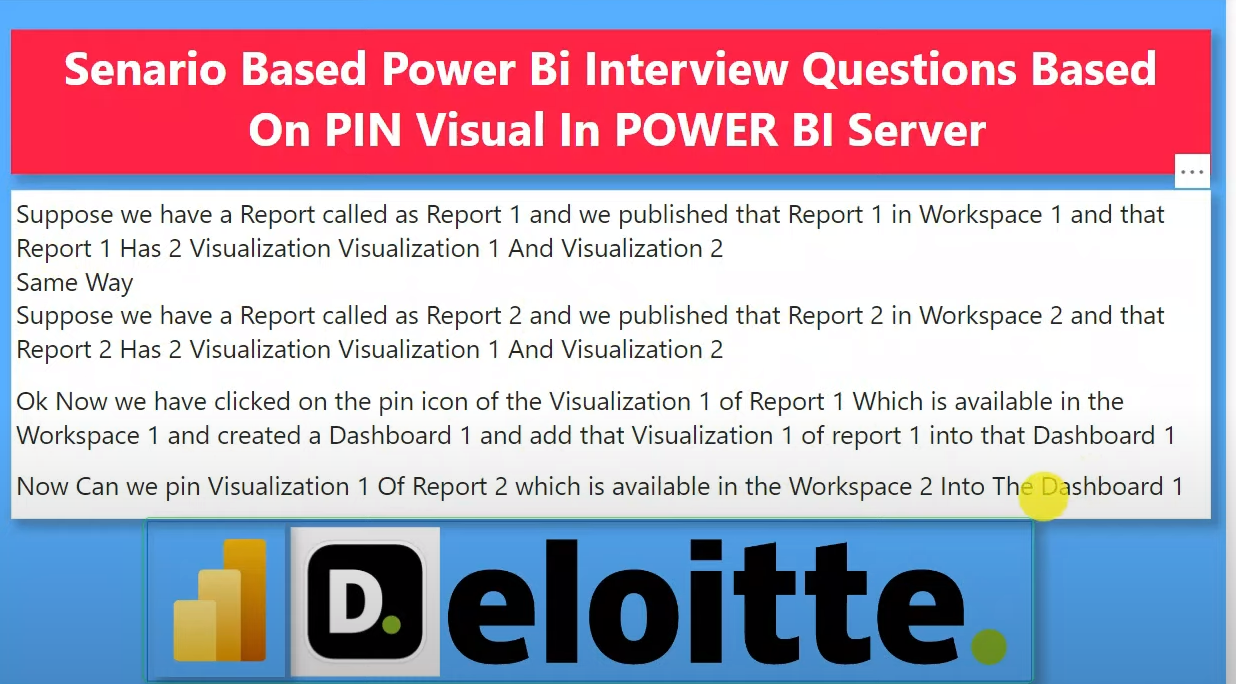 Senario Based Power Bi Interview Questions Based
On PIN Visual In POWER BI Server
Suppose we have a Report called as Report 1 and we published that Report 1 in Workspace 1 and that
Report 1 Has 2 Visualization Visualization 1 And Visualization 2
Same Way
Suppose we have a Report called as Report 2 and we published that Report 2 in Workspace 2 and that
Report 2 Has 2 Visualization Visualization 1 And Visualization 2
Ok Now we have clicked on the pin icon of the Visualization 1 of Report 1 Which is available in the
Workspace 1 and created a Dashboard 1 and add that Visualization 1 of report 1 into that Dashboard 1
Now Can we pin Visualization 1 Of Report 2 which is available in the Workspace 2 Into The Dashboard 1
D. eloitte.